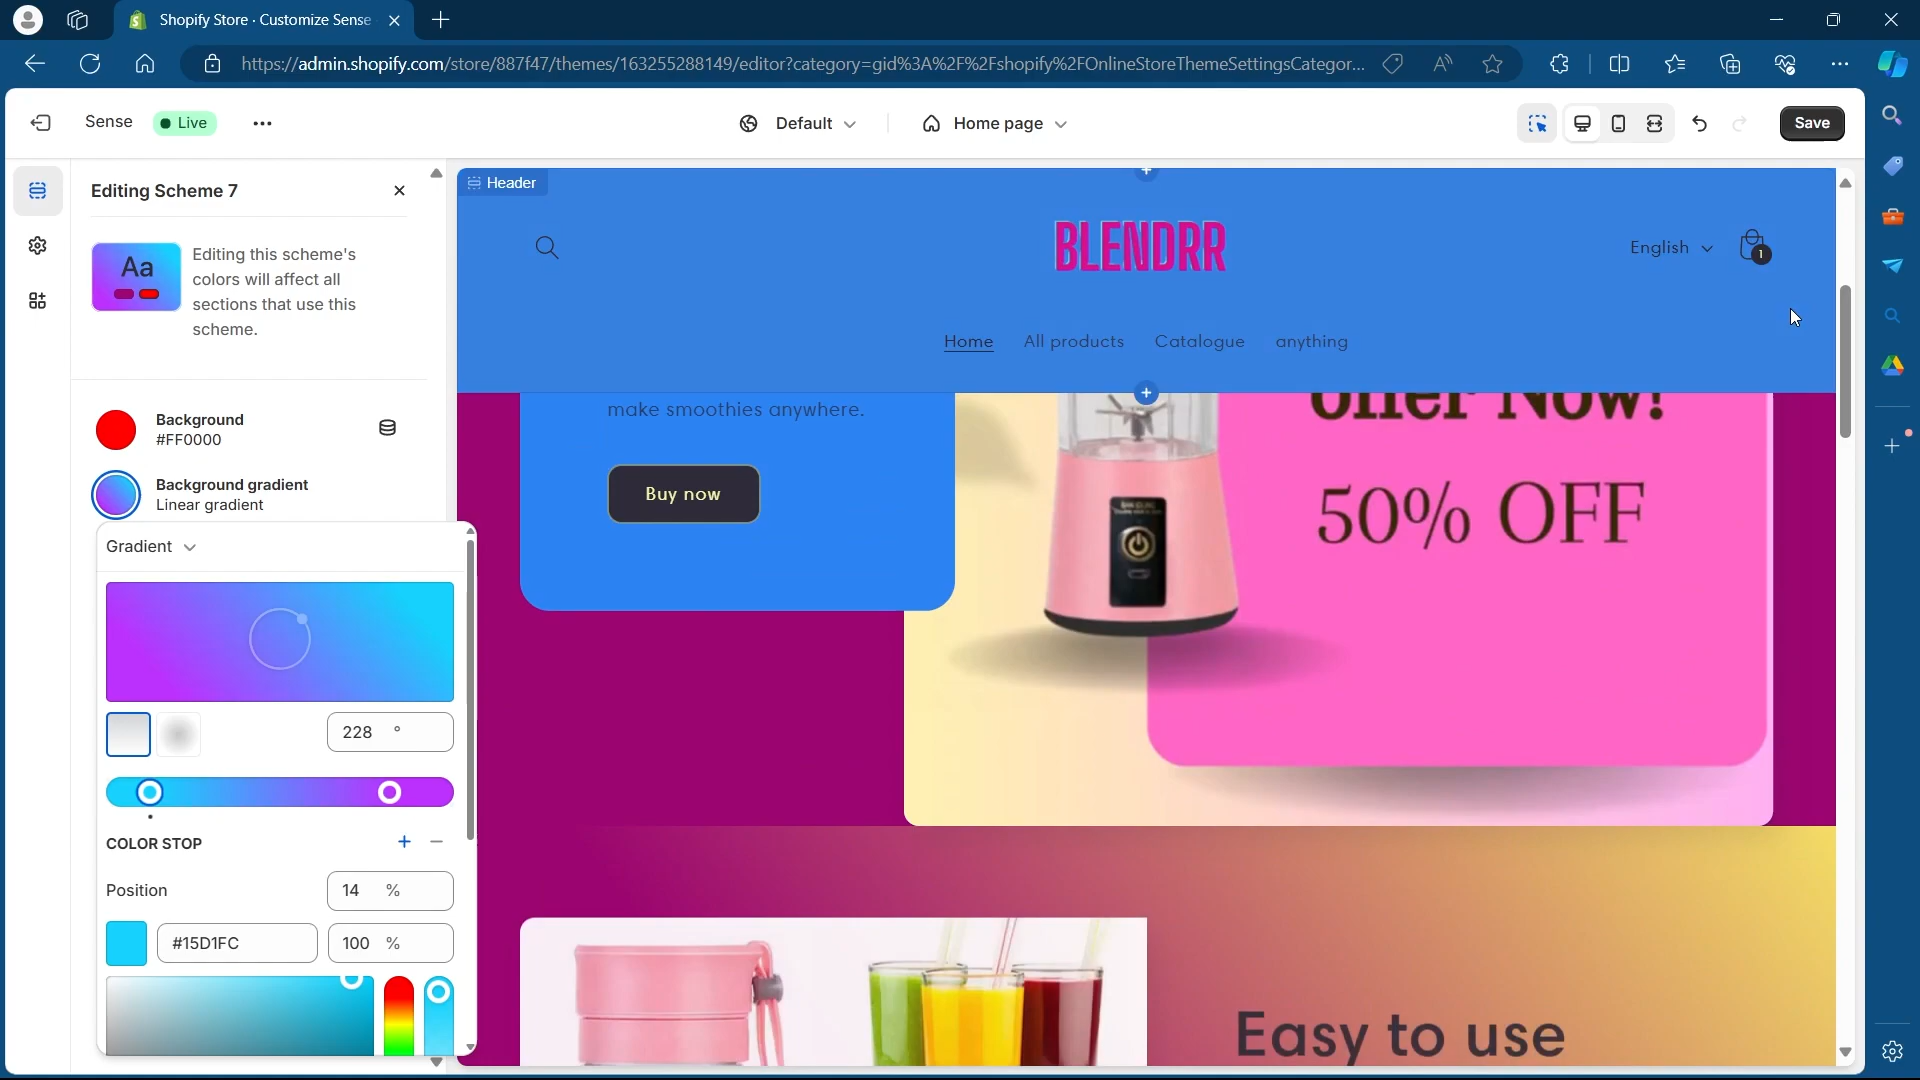 Shopify Store · Customize Sense
https://admin.shopify.com/store/887f47/themes/163255288149/editor?category=gid%3A%2F%2Fshopify%2FOnlineStoreThemeSettingsCategor...
Sense
Live
Default
Home page
Save
Editing Scheme 7
Aa
Editing this scheme's
colors will affect all
sections that use this
scheme.
Background
#FF0000
Background gradient
Linear gradient
Gradient
228 °
COLOR STOP
Position
14 %
#15D1FC
100 %
Header
BLENDRR
English
1
Home
All products
Catalogue
anything
make smoothies anywhere.
Buy now
offer Now!
50% OFF
Easy to use